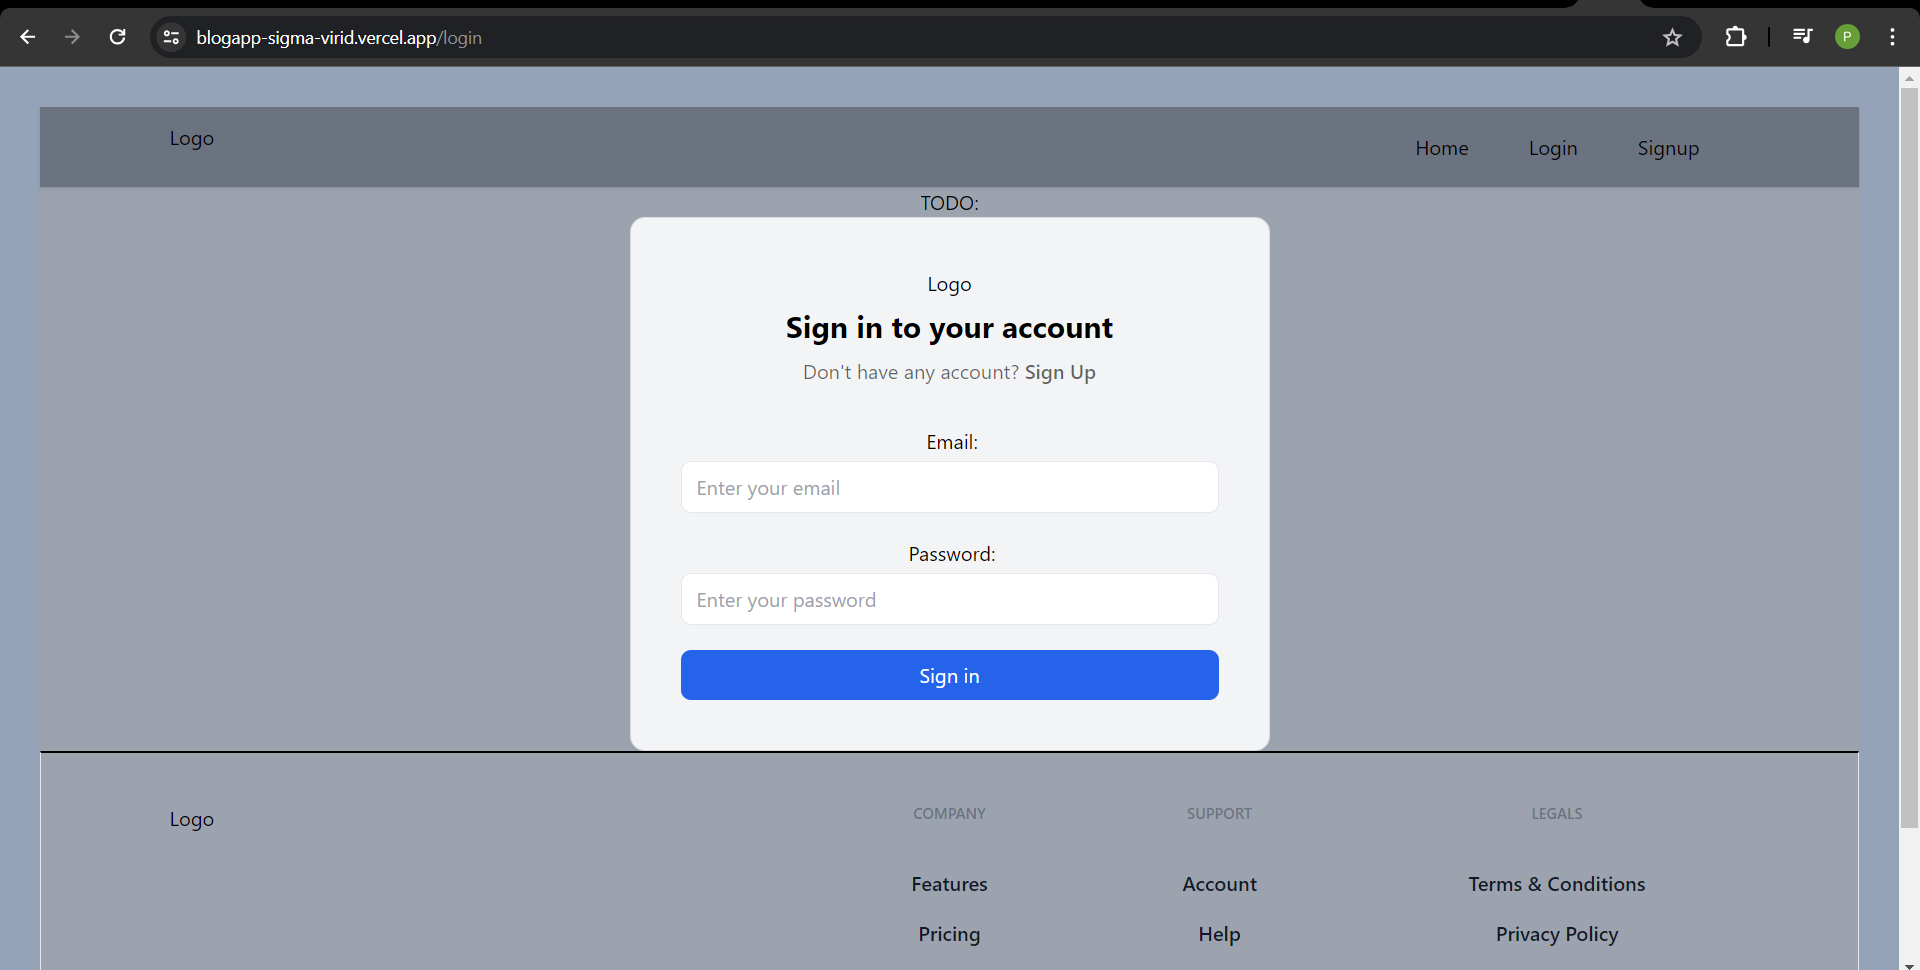 blogapp-sigma-virid.vercel.app/login
P
Logo
Home Login Signup
TODO:
Logo
Sign in to your account
Don't have any account? Sign Up
Email:
Enter your email
Password:
Enter your password
Sign in
Logo
COMPANY
Features
Pricing
SUPPORT
Account
Help
LEGALS
Terms & Conditions
Privacy Policy